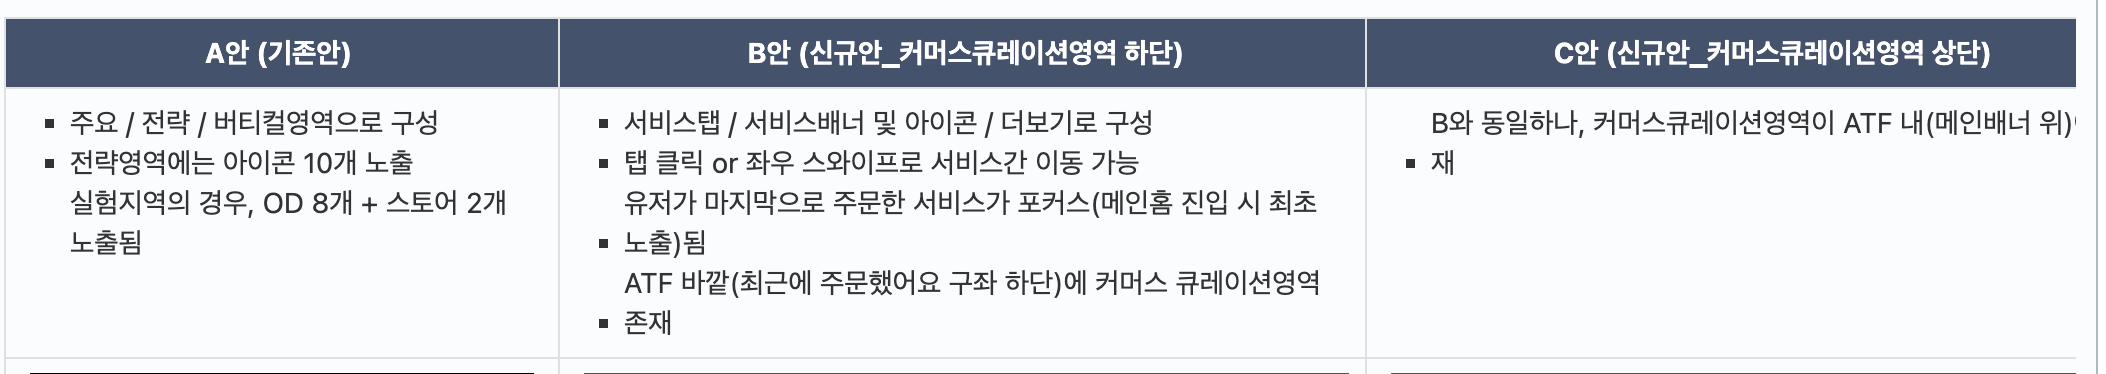 A안 (기존안)
B안 (신규안_커머스큐레이션영역 하단)
C안 (신규안_커머스큐레이션영역 상단)
▪ 주요 / 전략 / 버티컬영역으로 구성
▪ 전략영역에는 아이콘 10개 노출
실험지역의 경우, OD 8개 + 스토어 2개
노출됨
▪ 서비스탭 / 서비스배너 및 아이콘 / 더보기로 구성
▪ 탭 클릭 or 좌우 스와이프로 서비스간 이동 가능
유저가 마지막으로 주문한 서비스가 포커스(메인홈 진입 시 최초
▪ 노출)됨
ATF 바깥(최근에 주문했어요 구좌 하단)에 커머스 큐레이션영역
▪ 존재
B와 동일하나, 커머스큐레이션영역이 ATF 내(메인배너 위)
▪ 재